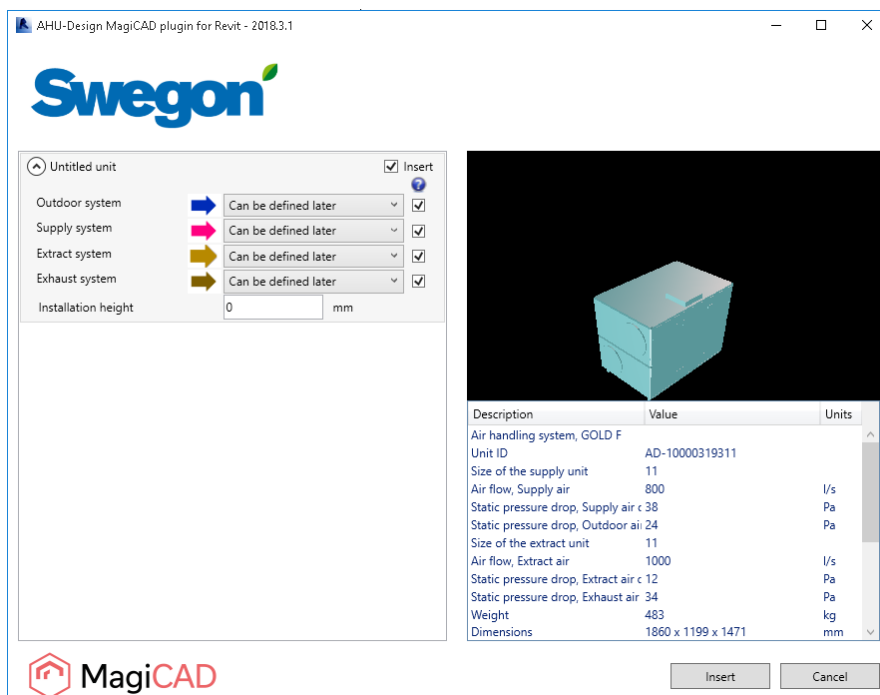 AHU-Design MagiCAD plugin for Revit - 2018.3.1
Swegon
Untitled unit Insert
Outdoor system Can be defined later
Supply system Can be defined later
Extract system Can be defined later
Exhaust system Can be defined later
Installation height 0 mm
Description Value Units
Air handling system, GOLD F
Unit ID AD-10000319311
Size of the supply unit 11
Air flow, Supply air 800 l/s
Static pressure drop, Supply air c 38 Pa
Static pressure drop, Outdoor ai 24 Pa
Size of the extract unit 11
Air flow, Extract air 1000 l/s
Static pressure drop, Extract air c 12 Pa
Static pressure drop, Exhaust air 34 Pa
Weight 483 kg
Dimensions 1860 x 1199 x 1471 mm
MagiCAD
Insert Cancel